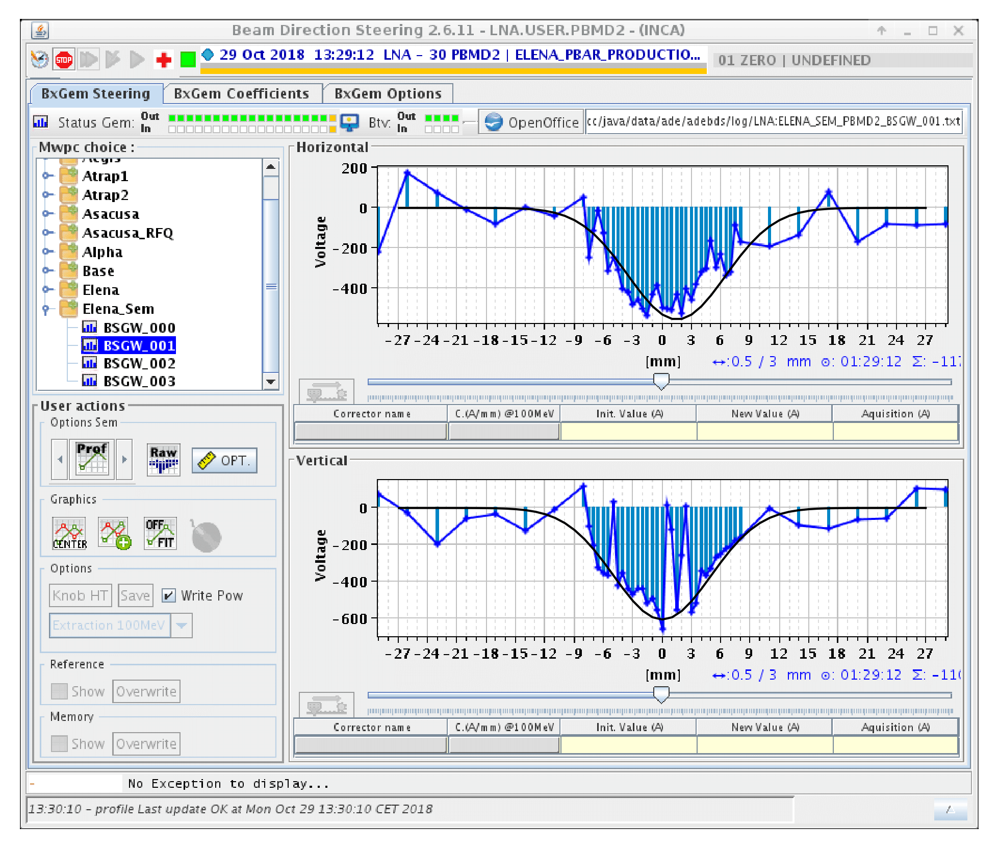 Beam Direction Steering 2.6.11 - LNA.USER.PBMD2 - (INCA)
STOP
29 Oct 2018 13:29:12 LNA - 30 PBMD2 | ELENA_PBAR_PRODUCTIO...
01 ZERO | UNDEFINED
BxGem Steering
BxGem Coefficients
BxGem Options
Status Gem:
Out
In
Btv:
Out
In
OpenOffice
cc/java/data/ade/adebds/log/LNA:ELENA_SEM_PBMD2_BSGW_001.txt
Mwpc choice :
Aegis
Atrap1
Atrap2
Asacusa
Asacusa_RFQ
Alpha
Base
Elena
Elena_Sem
BSGW_000
BSGW_001
BSGW_002
BSGW_003
User actions
Options Sem
Prof
Raw
OPT.
Graphics
CENTER
OFF
FIT
Options
Knob HT
Save
Write Pow
Extraction 100MeV
Reference
Show
Overwrite
Memory
Show
Overwrite
Horizontal
200
0
-200
-400
Voltage
-27 -24 -21 -18 -15 -12 -9 -6 -3 0 3 6 9 12 15 18 21 24 27
[mm]
↔:0.5 / 3 mm ⊙: 01:29:12 Σ: -117
Corrector name
C.(A/mm) @100MeV
Init. Value (A)
New Value (A)
Aquisition (A)
Vertical
0
-200
-400
-600
Voltage
-27 -24 -21 -18 -15 -12 -9 -6 -3 0 3 6 9 12 15 18 21 24 27
[mm]
↔:0.5 / 3 mm ⊙: 01:29:12 Σ: -110
Corrector name
C.(A/mm) @100MeV
Init. Value (A)
New Value (A)
Aquisition (A)
- No Exception to display...
13:30:10 - profile Last update OK at Mon Oct 29 13:30:10 CET 2018